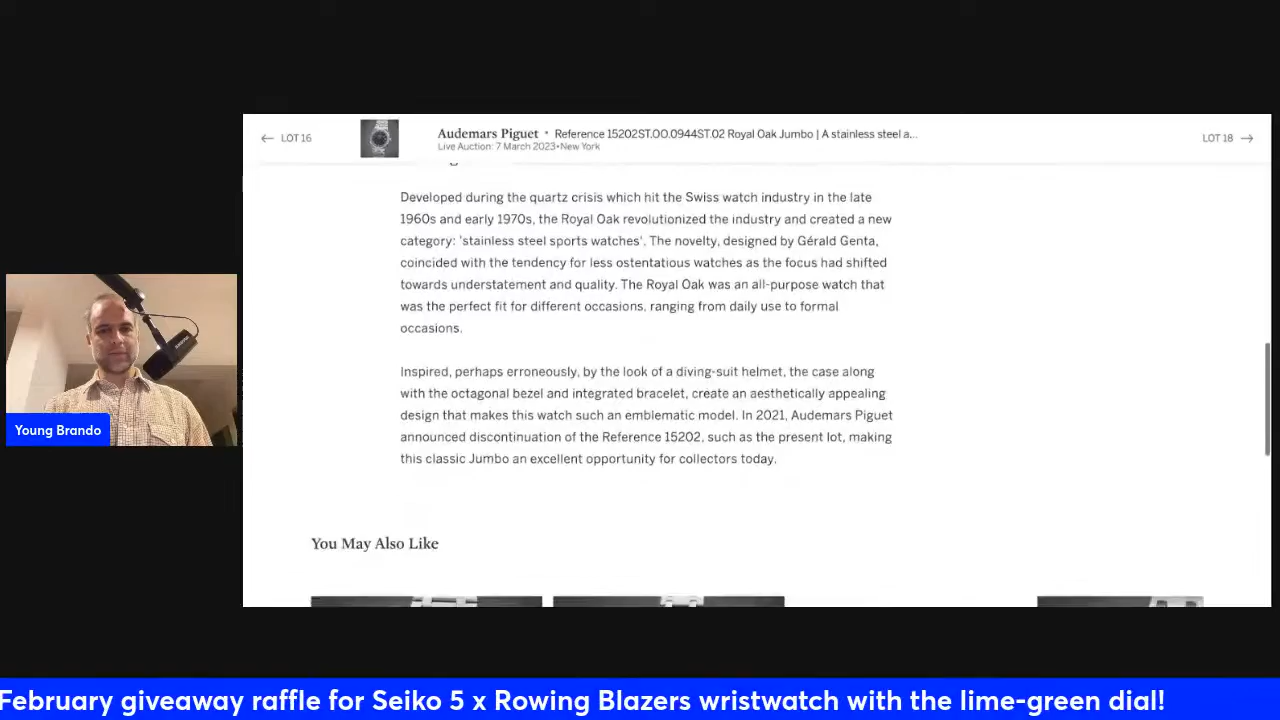 ← LOT 16
Audemars Piguet • Reference 15202ST.OO.0944ST.02 Royal Oak Jumbo | A stainless steel a...
Live Auction: 7 March 2023•New York
LOT 18 →
Developed during the quartz crisis which hit the Swiss watch industry in the late
1960s and early 1970s, the Royal Oak revolutionized the industry and created a new
category: 'stainless steel sports watches'. The novelty, designed by Gérald Genta,
coincided with the tendency for less ostentatious watches as the focus had shifted
towards understatement and quality. The Royal Oak was an all-purpose watch that
was the perfect fit for different occasions, ranging from daily use to formal
occasions.
Inspired, perhaps erroneously, by the look of a diving-suit helmet, the case along
with the octagonal bezel and integrated bracelet, create an aesthetically appealing
design that makes this watch such an emblematic model. In 2021, Audemars Piguet
announced discontinuation of the Reference 15202, such as the present lot, making
this classic Jumbo an excellent opportunity for collectors today.
You May Also Like
Young Brando
February giveaway raffle for Seiko 5 x Rowing Blazers wristwatch with the lime-green dial!